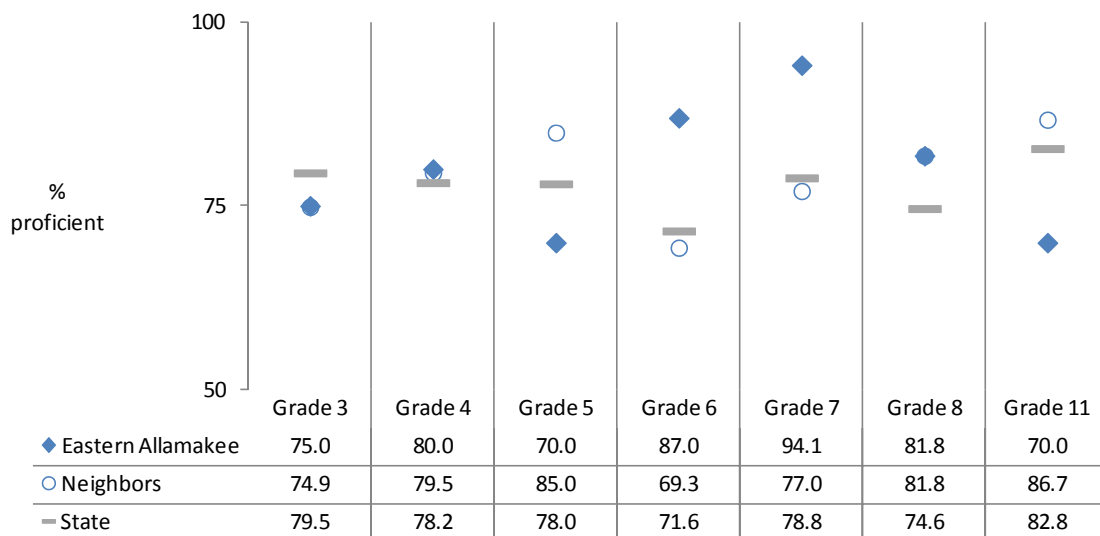 100
75
%
proficient
50
Grade 3 Grade 4 Grade 5 Grade 6 Grade 7 Grade 8 Grade 11
Eastern Allamakee 75.0 80.0 70.0 87.0 94.1 81.8 70.0
Neighbors 74.9 79.5 85.0 69.3 77.0 81.8 86.7
State 79.5 78.2 78.0 71.6 78.8 74.6 82.8